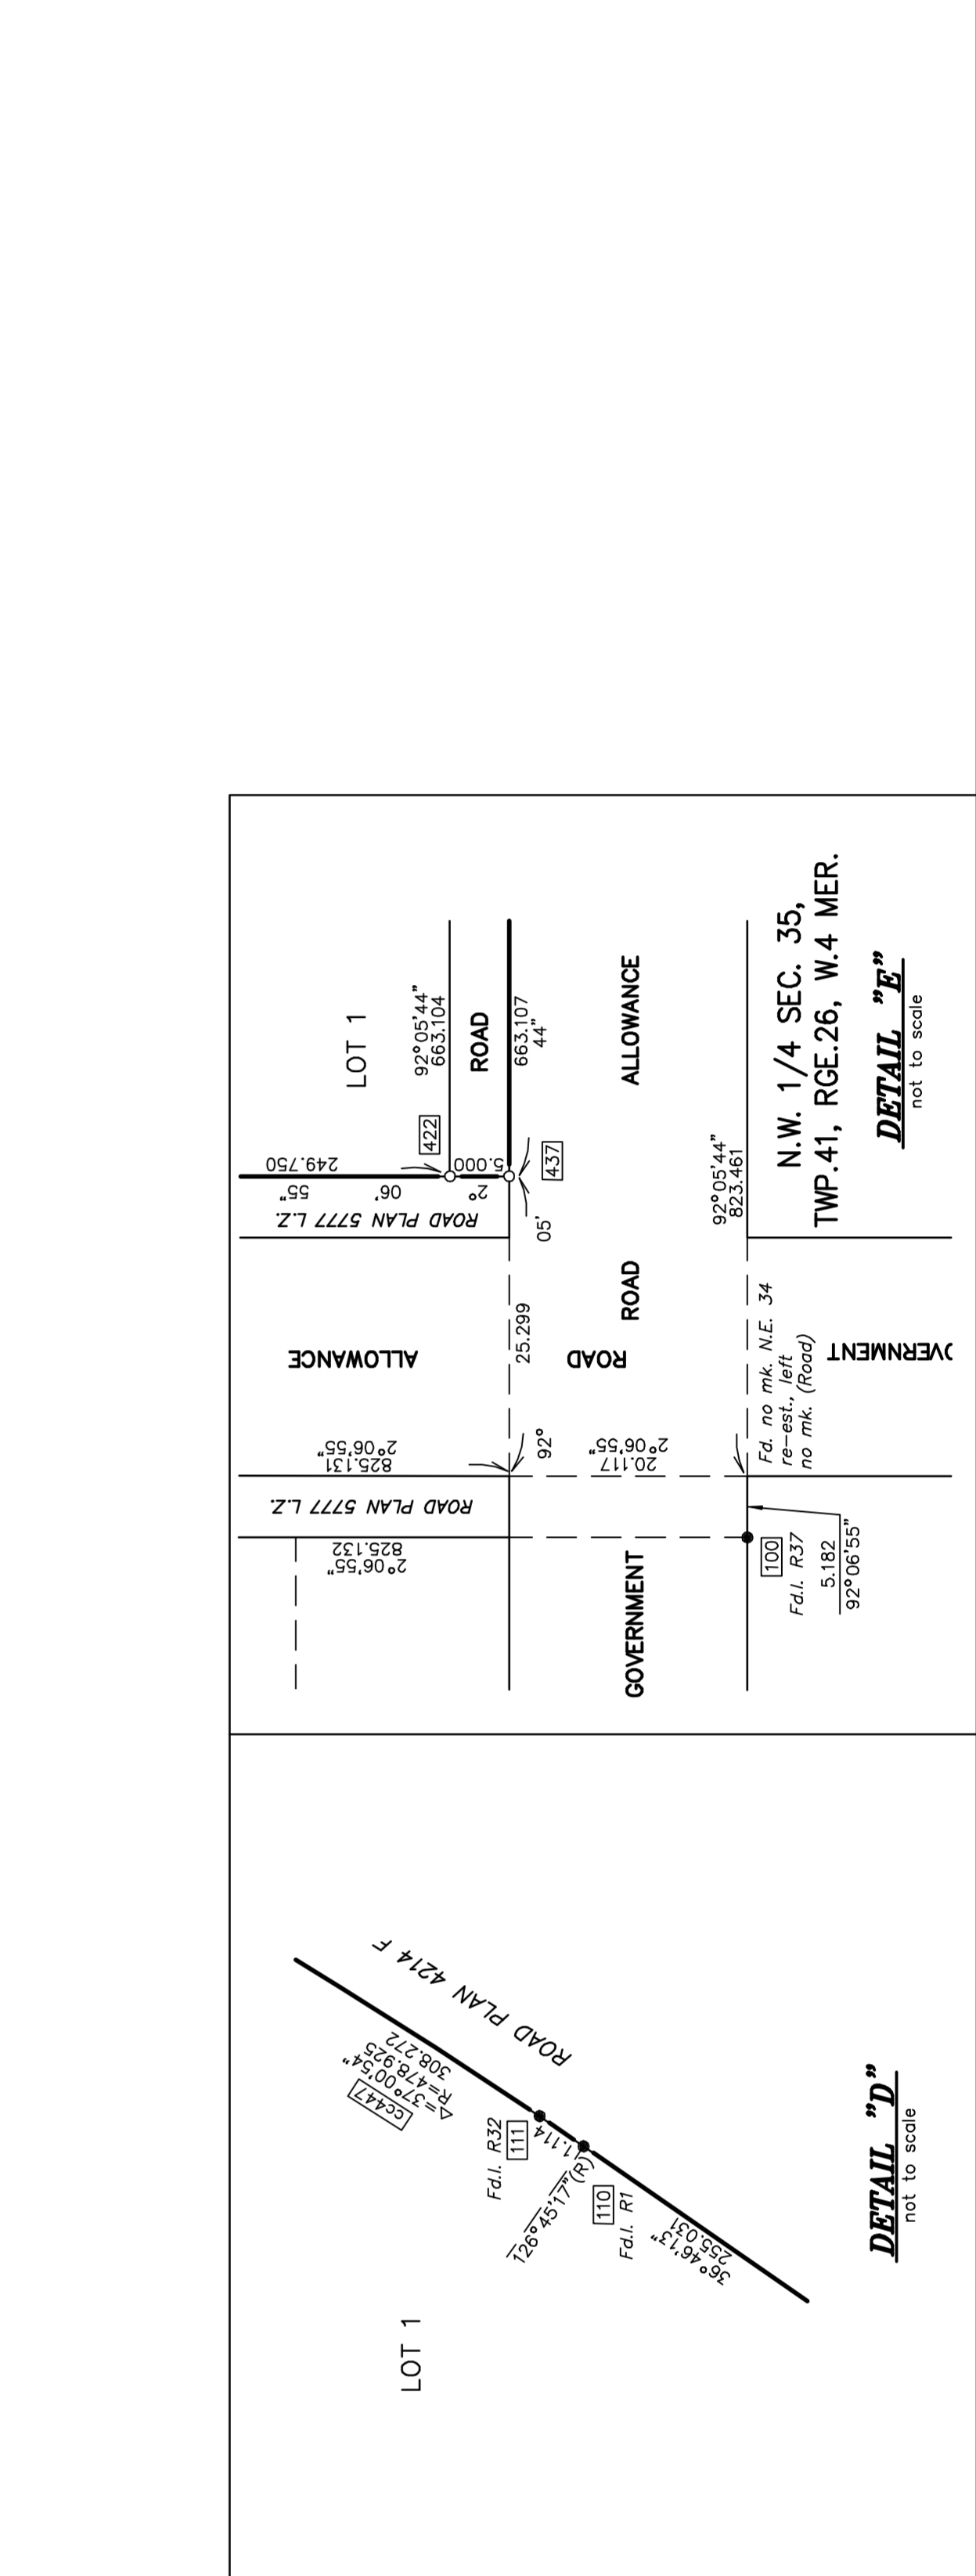 LOT 1
cc447
△=37°00'54"
R=478.925
308.272
ROAD PLAN 4214 F
Fd.I. R32
111
1.114
126°45'17"(R)
110
Fd.I. R1
36°46'13"
255.031
DETAIL "D"
not to scale
2°06'55"
825.132
ROAD PLAN 5777 L.Z.
2°06'55"
825.131
ALLOWANCE
ROAD PLAN 5777 L.Z.
2°
06'
55"
249.750
LOT 1
422
92°05'44"
663.104
5.000
ROAD
663.107
44"
437
05'
25.299
92°
GOVERNMENT
2°06'55"
20.117
ROAD
ROAD
ALLOWANCE
92°05'44"
823.461
100
Fd.I. R37
5.182
92°06'55"
Fd. no mk. N.E. 34
re-est., left
no mk. (Road)
OVERNMENT
N.W. 1/4 SEC. 35,
TWP.41, RGE.26, W.4 MER.
DETAIL "E"
not to scale